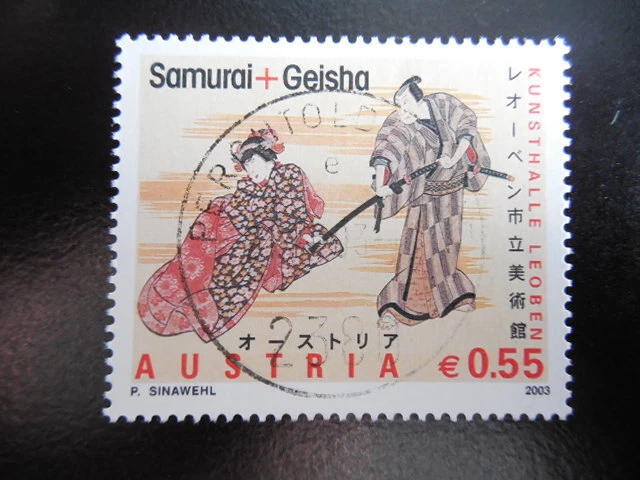 Samurai + Geisha
KUNSTHALLE LEOBEN
レオーベン市立美術館
オーストリア
AUSTRIA
€ 0.55
P. SINAWEHL
2003
e